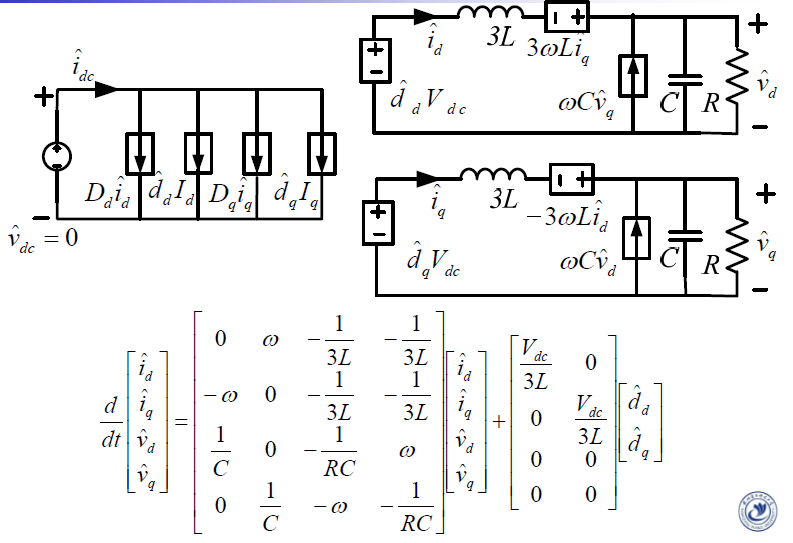 î_dc
D_d î_d d̂_d I_d D_q î_q d̂_q I_q
v̂_dc = 0
î_d 3L 3ωLî_q
d̂_d V_dc ωCv̂_q C R v̂_d
î_q 3L −3ωLî_d
d̂_q V_dc ωCv̂_d C R v̂_q
d/dt [î_d î_q v̂_d v̂_q] = [0 ω −1/3L −1/3L; −ω 0 −1/3L −1/3L; 1/C 0 −1/RC ω; 0 1/C −ω −1/RC] [î_d î_q v̂_d v̂_q] + [V_dc/3L 0; 0 V_dc/3L; 0 0; 0 0] [d̂_d d̂_q]